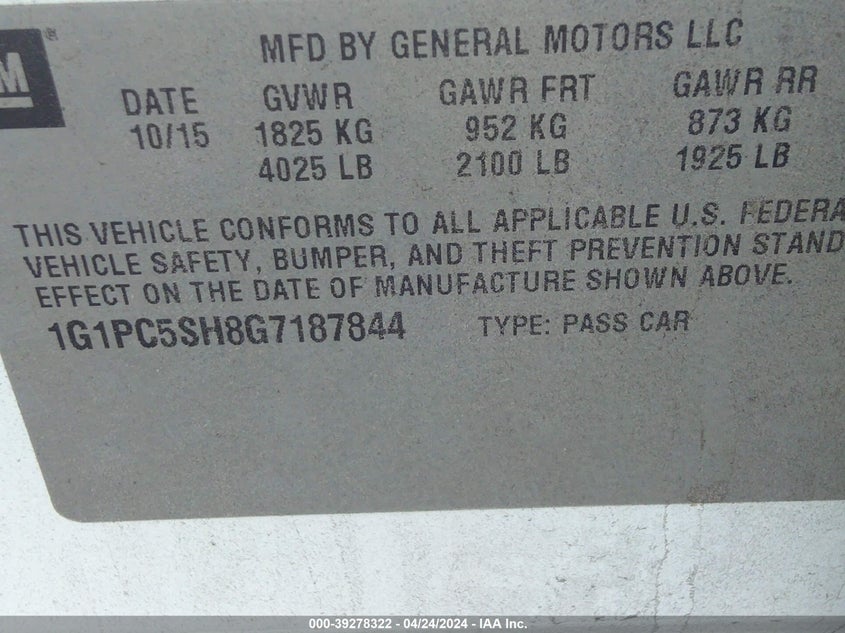 M ®
MFD BY GENERAL MOTORS LLC
DATE GVWR GAWR FRT GAWR RR
10/15 1825 KG 952 KG 873 KG
4025 LB 2100 LB 1925 LB
THIS VEHICLE CONFORMS TO ALL APPLICABLE U.S. FEDERA
VEHICLE SAFETY, BUMPER, AND THEFT PREVENTION STAND
EFFECT ON THE DATE OF MANUFACTURE SHOWN ABOVE.
1G1PC5SH8G7187844 TYPE: PASS CAR
000-39278322 - 04/24/2024 - IAA Inc.